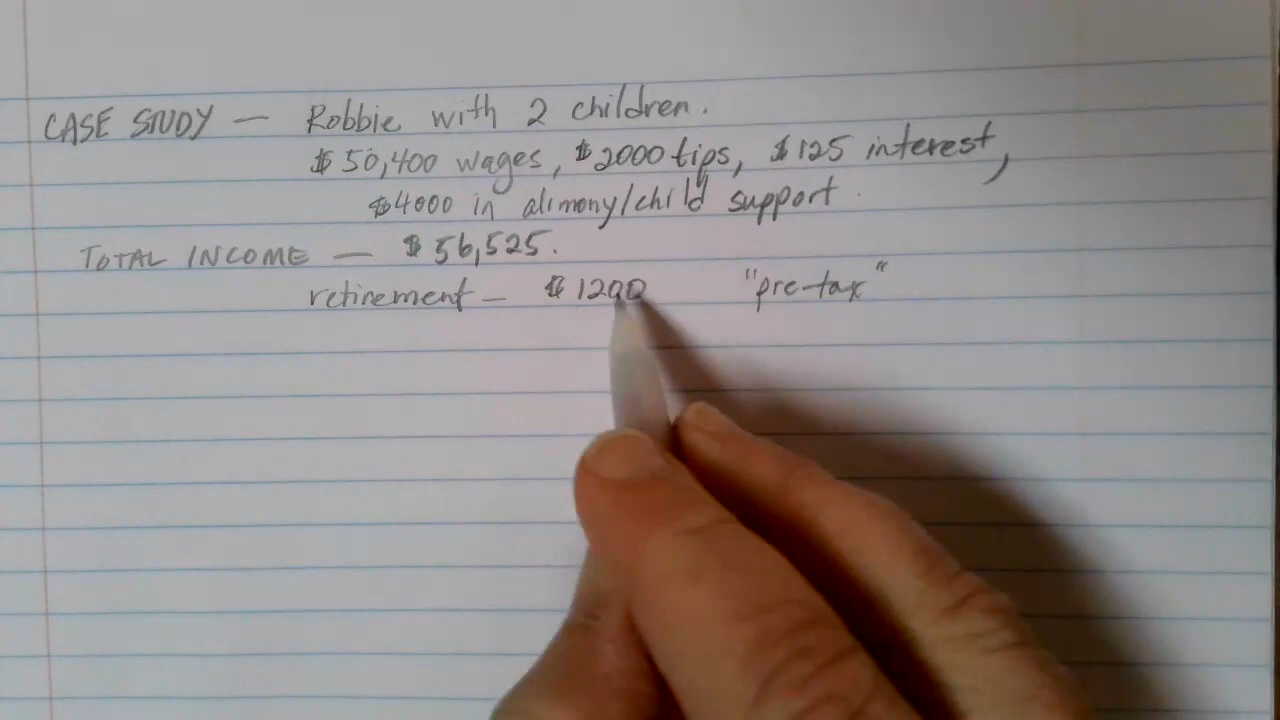 CASE STUDY — Robbie with 2 children.
$50,400 wages, $2000 tips, $125 interest,
$4000 in alimony/child support.
TOTAL INCOME — $56,525.
retirement — $1200 "pre-tax"